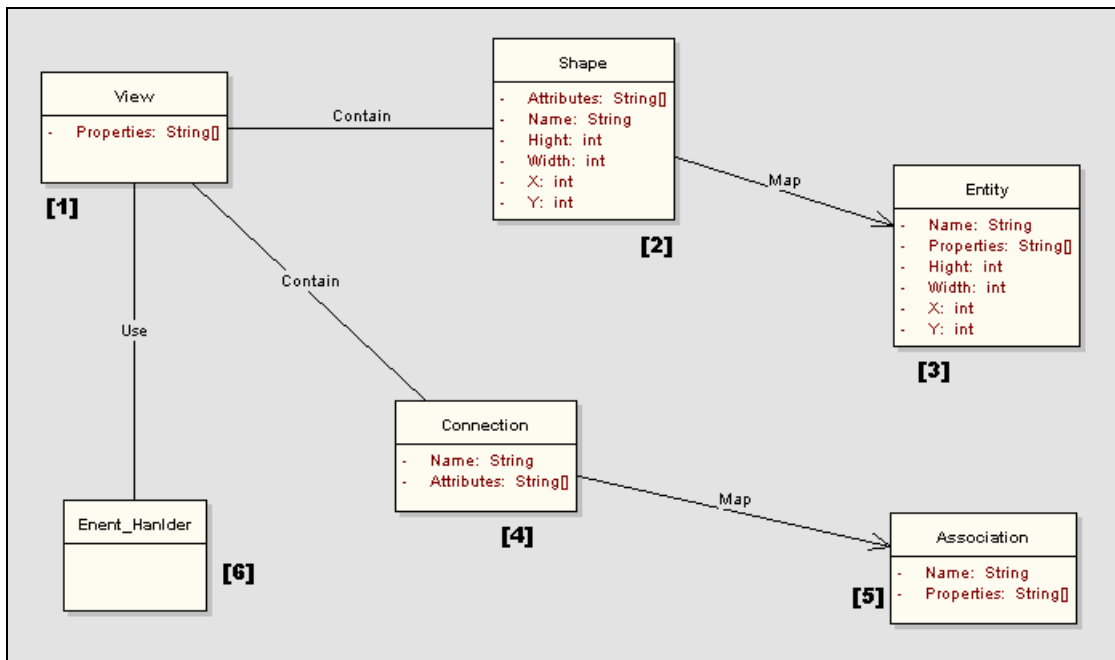 View
- Properties: String[]
[1]
Contain
Shape
- Attributes: String[]
- Name: String
- Hight: int
- Width: int
- X: int
- Y: int
[2]
Map
Entity
- Name: String
- Properties: String[]
- Hight: int
- Width: int
- X: int
- Y: int
[3]
Contain
Use
Connection
- Name: String
- Attributes: String[]
[4]
Map
Association
- Name: String
- Properties: String[]
[5]
Enent_Hanlder
[6]